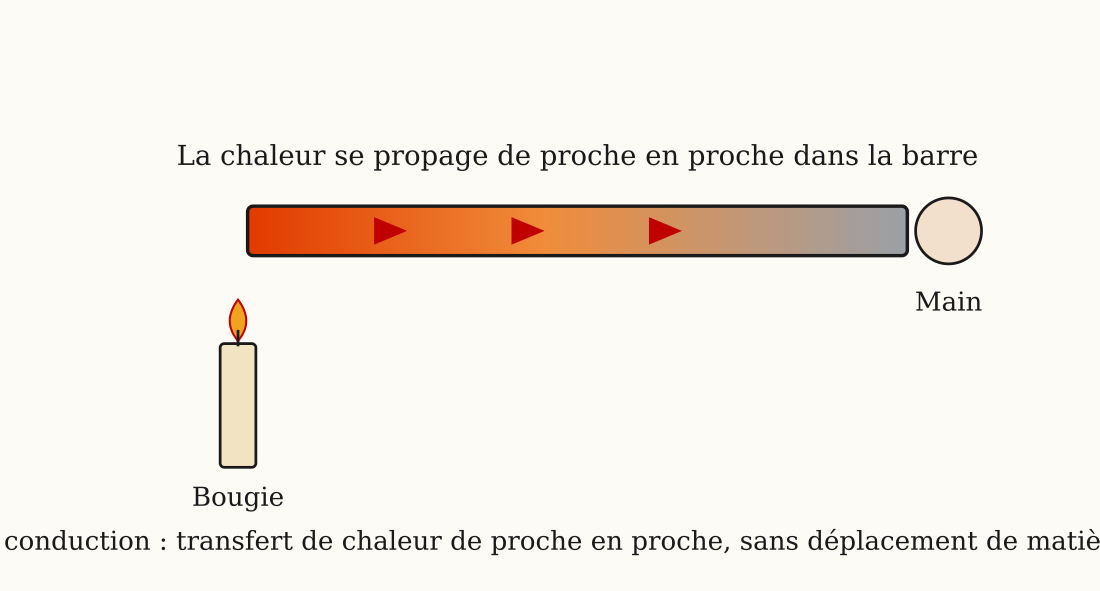 La chaleur se propage de proche en proche dans la barre
Main
Bougie
conduction : transfert de chaleur de proche en proche, sans déplacement de